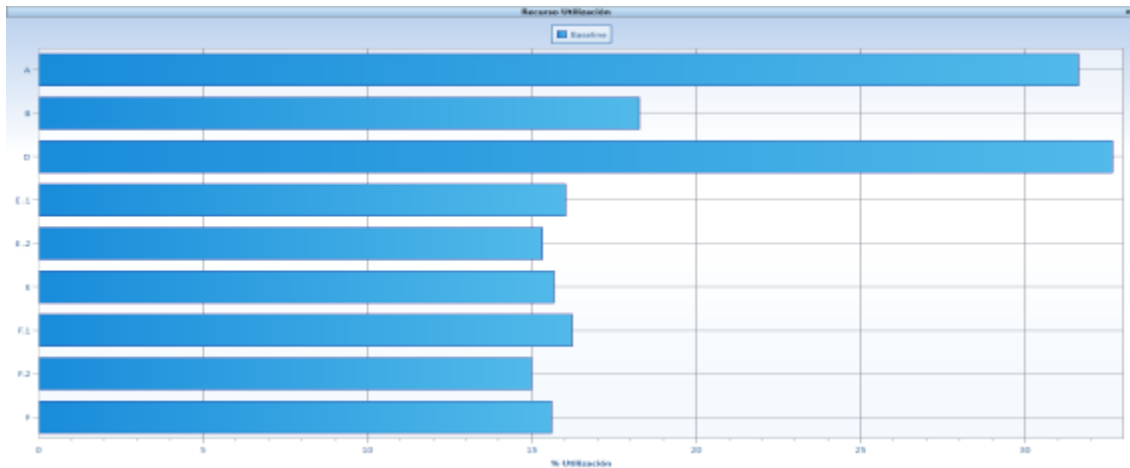 Recurso Utilización
Baseline
A
B
D
E.1
E.2
E
F.1
F.2
F
0 5 10 15 20 25 30
% Utilización